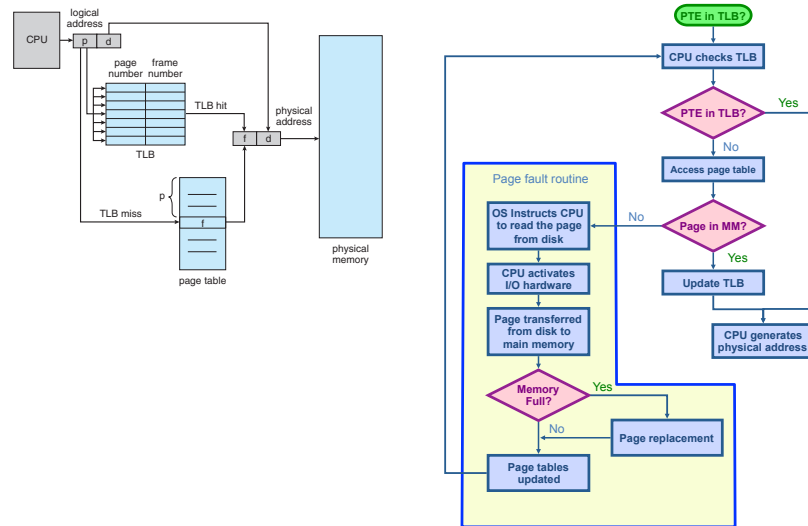 logical
address
CPU
p
d
page
number
frame
number
TLB hit
physical
address
f
d
TLB
p
TLB miss
f
physical
memory
page table
PTE in TLB?
CPU checks TLB
PTE in TLB?
Yes
No
Access page table
Page fault routine
OS Instructs CPU
to read the page
from disk
No
Page in MM?
Yes
CPU activates
I/O hardware
Update TLB
Page transferred
from disk to
main memory
CPU generates
physical address
Memory
Full?
Yes
No
Page replacement
Page tables
updated